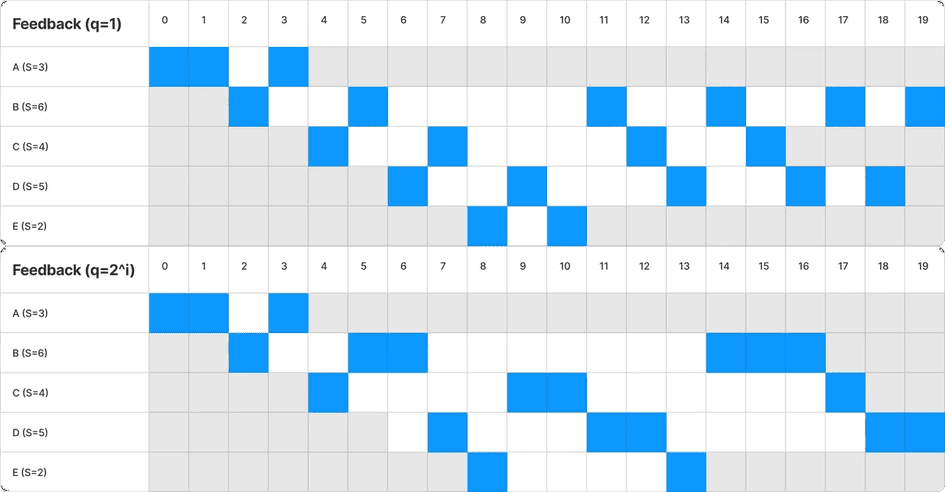 Feedback (q=1) 0 1 2 3 4 5 6 7 8 9 10 11 12 13 14 15 16 17 18 19
A (S=3)
B (S=6)
C (S=4)
D (S=5)
E (S=2)
Feedback (q=2^i) 0 1 2 3 4 5 6 7 8 9 10 11 12 13 14 15 16 17 18 19
A (S=3)
B (S=6)
C (S=4)
D (S=5)
E (S=2)